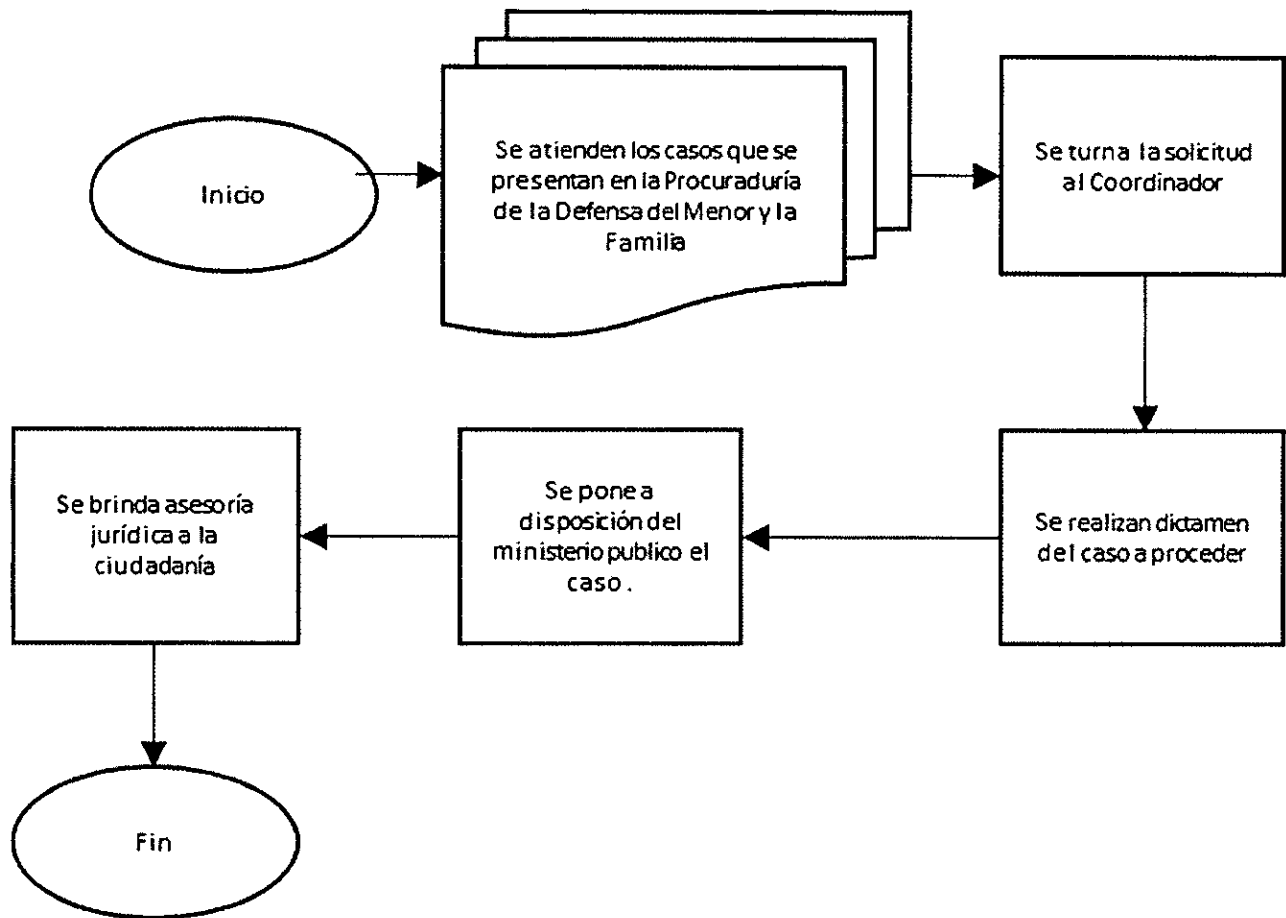 Inicio
Se atienden los casos que se
presentan en la Procuraduría
de la Defensa del Menor y la
Familia
Se turna la solicitud
al Coordinador
Se realizan dictamen
del caso a proceder
Se pone a
disposición del
ministerio publico el
caso .
Se brinda asesoría
jurídica a la
ciudadanía
Fin